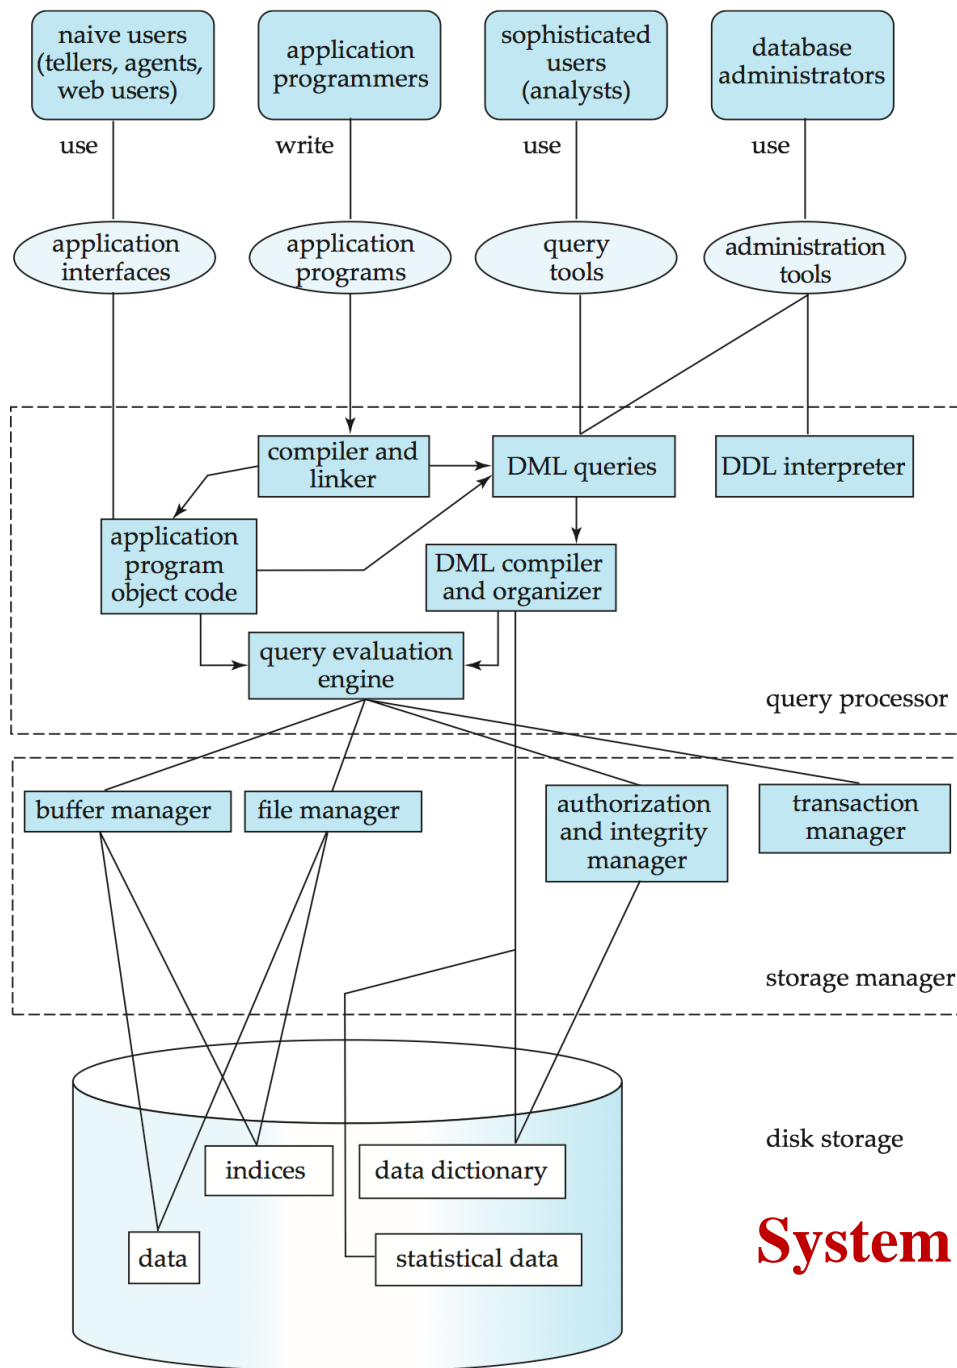 naive users
(tellers, agents,
web users)
application
programmers
sophisticated
users
(analysts)
database
administrators
use
write
use
use
application
interfaces
application
programs
query
tools
administration
tools
compiler and
linker
DML queries
DDL interpreter
application
program
object code
DML compiler
and organizer
query evaluation
engine
query processor
buffer manager
file manager
authorization
and integrity
manager
transaction
manager
storage manager
disk storage
indices
data dictionary
data
statistical data
System